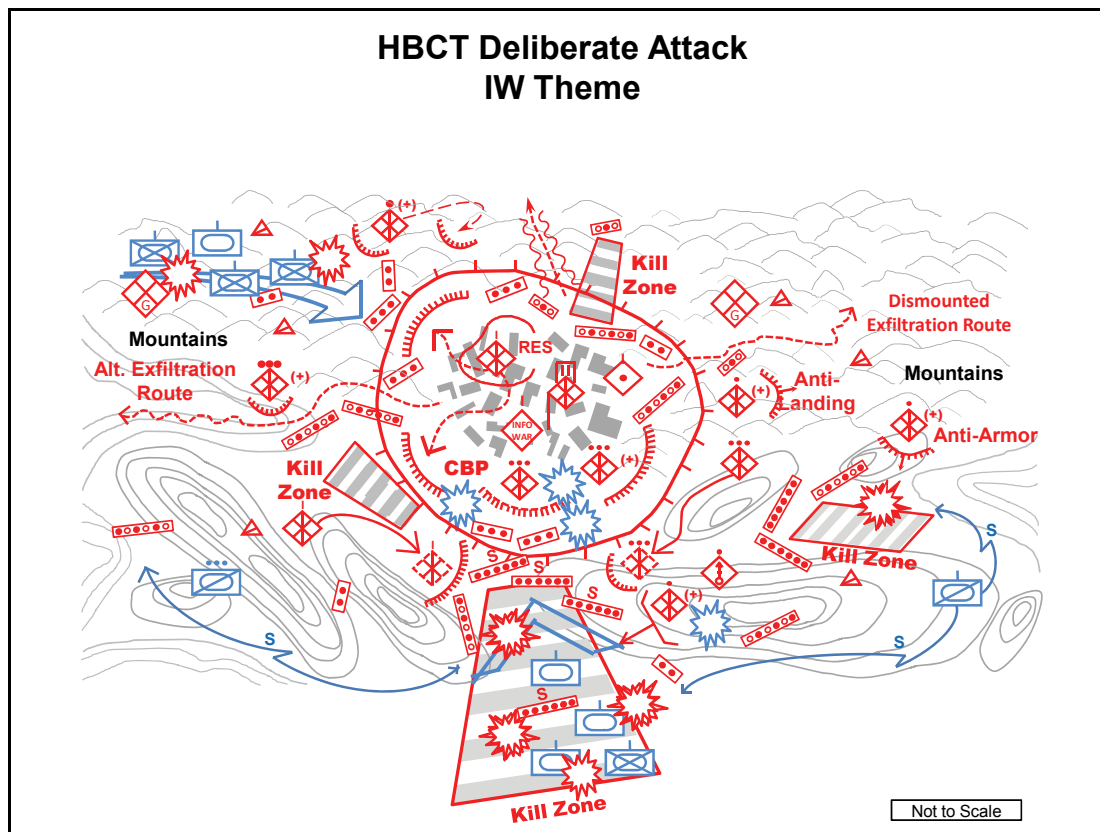 HBCT Deliberate Attack
IW Theme
(+)
Kill
Zone
G
G
Dismounted
Exfiltration Route
Mountains
RES
Alt. Exfiltration
Route
(+)
Mountains
(+)
Anti-
Landing
INFO
WAR
(+)
Anti-Armor
Kill
Zone
CBP
(+)
S
Kill Zone
S
S
S
(+)
S
S
S
Kill Zone
Not to Scale